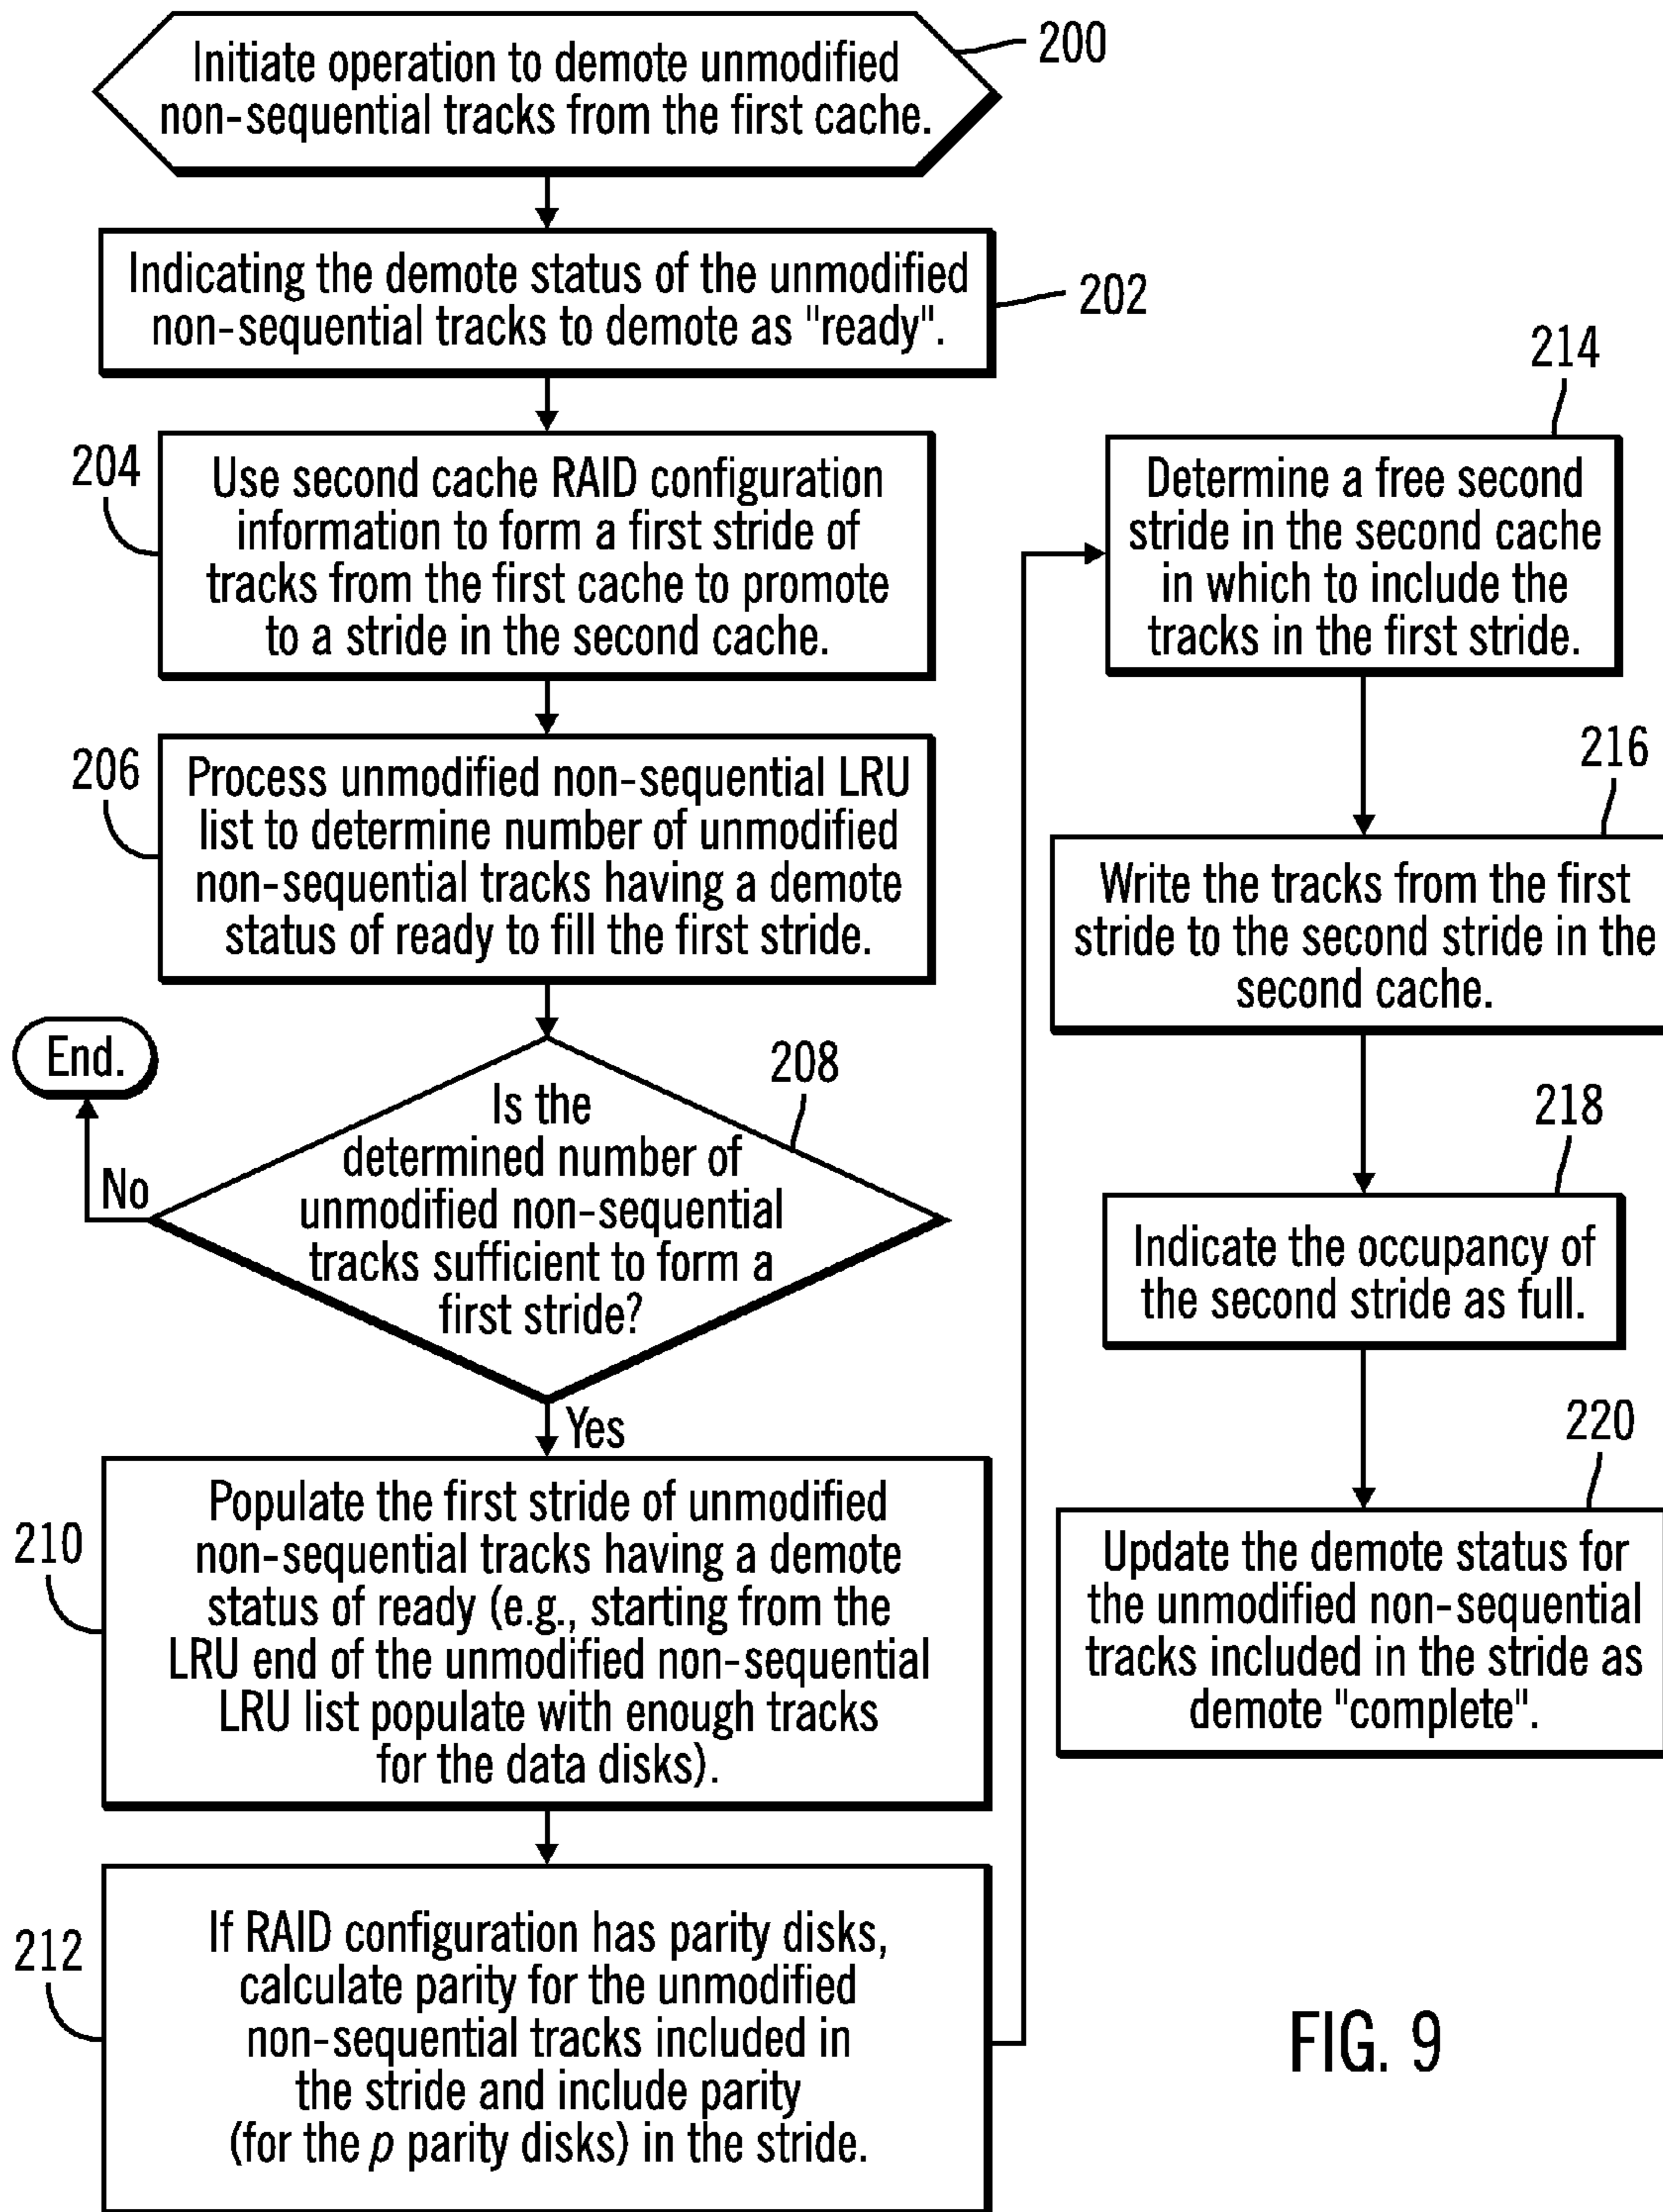 200
Initiate operation to demote unmodified
non-sequential tracks from the first cache.
202
Indicating the demote status of the unmodified
non-sequential tracks to demote as "ready".
204
Use second cache RAID configuration
information to form a first stride of
tracks from the first cache to promote
to a stride in the second cache.
206
Process unmodified non-sequential LRU
list to determine number of unmodified
non-sequential tracks having a demote
status of ready to fill the first stride.
208
Is the
determined number of
unmodified non-sequential
tracks sufficient to form a
first stride?
No
End.
Yes
210
Populate the first stride of unmodified
non-sequential tracks having a demote
status of ready (e.g., starting from the
LRU end of the unmodified non-sequential
LRU list populate with enough tracks
for the data disks).
212
If RAID configuration has parity disks,
calculate parity for the unmodified
non-sequential tracks included in
the stride and include parity
(for the p parity disks) in the stride.
214
Determine a free second
stride in the second cache
in which to include the
tracks in the first stride.
216
Write the tracks from the first
stride to the second stride in the
second cache.
218
Indicate the occupancy of
the second stride as full.
220
Update the demote status for
the unmodified non-sequential
tracks included in the stride as
demote "complete".
FIG. 9